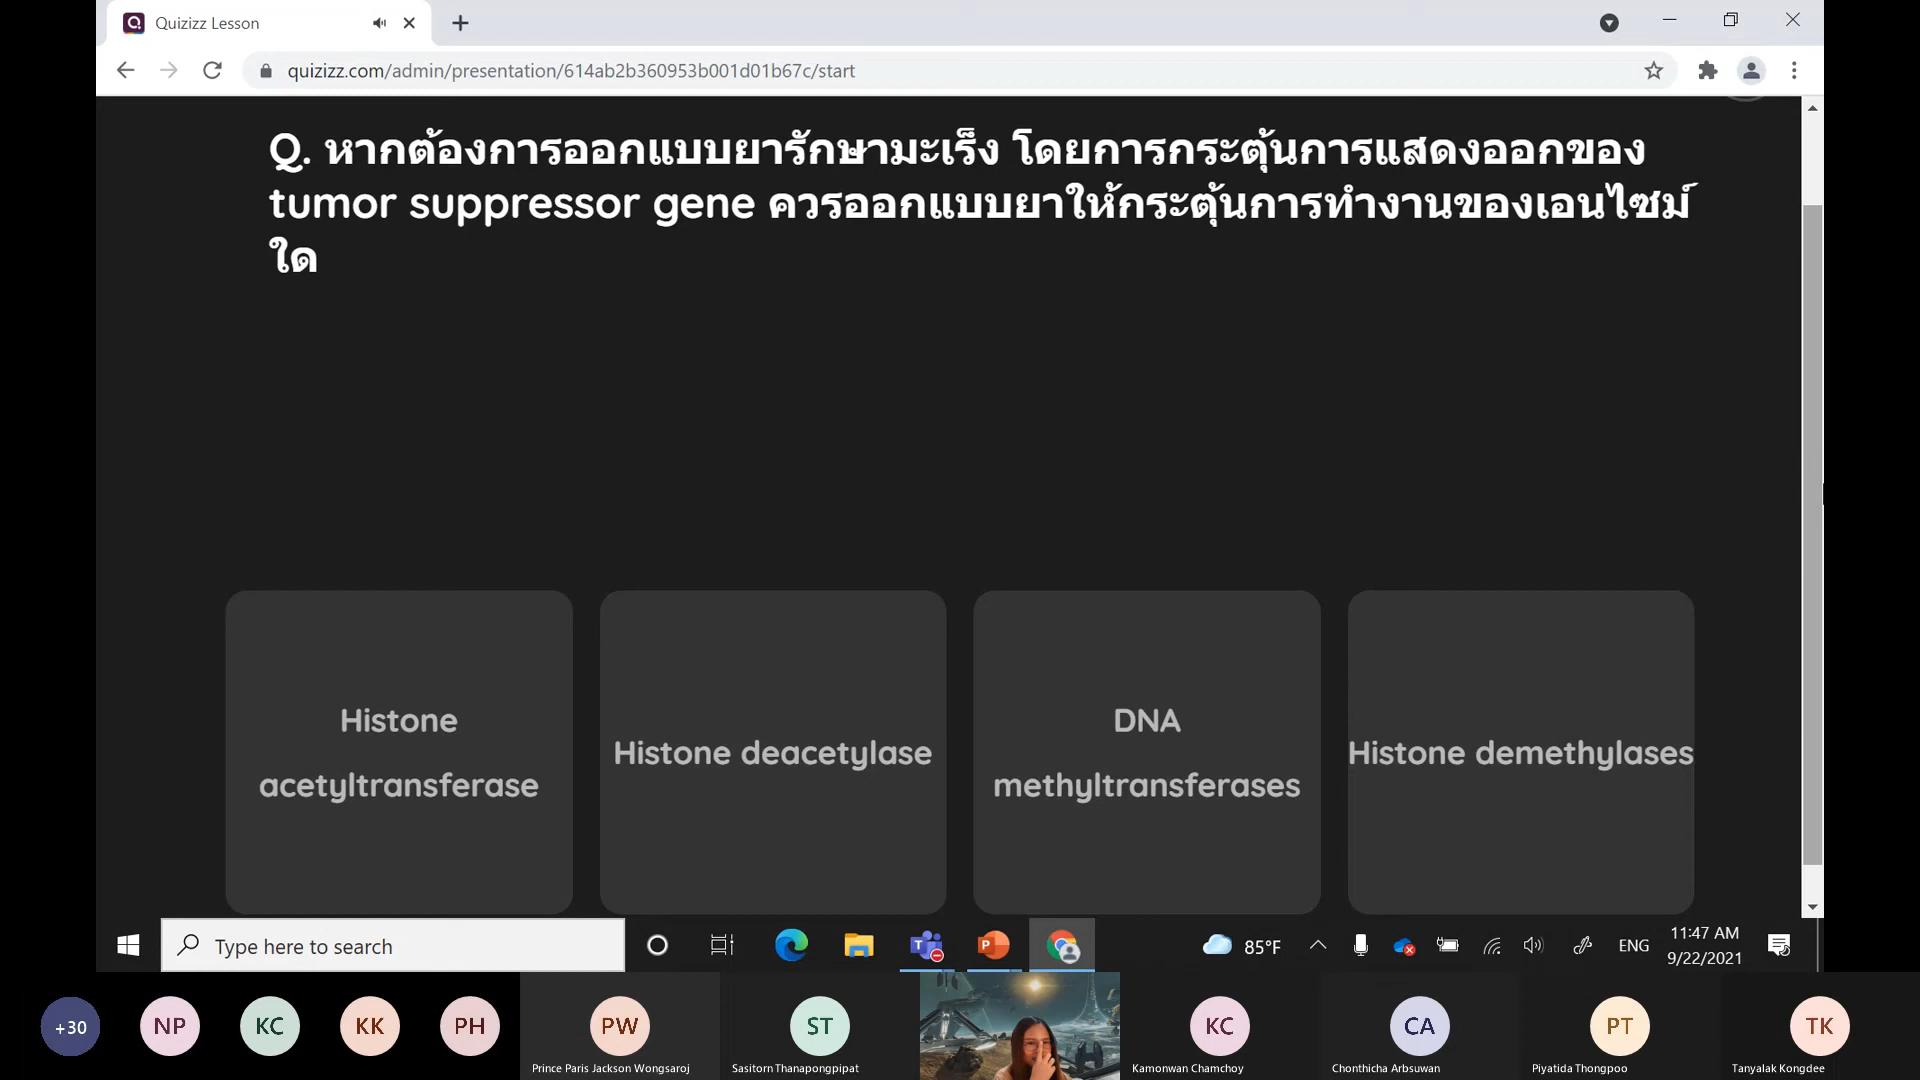 Quizizz Lesson
quizizz.com/admin/presentation/614ab2b360953b001d01b67c/start
Q. หากต้องการออกแบบยารักษามะเร็ง โดยการกระตุ้นการแสดงออกของ
tumor suppressor gene ควรออกแบบยาให้กระตุ้นการทำงานของเอนไซม์
ใด
Histone
acetyltransferase
Histone deacetylase
DNA
methyltransferases
Histone demethylases
Type here to search
85°F
ENG
11:47 AM
9/22/2021
+30
NP
KC
KK
PH
PW
Prince Paris Jackson Wongsaroj
ST
Sasitorn Thanapongpipat
KC
Kamonwan Chamchoy
CA
Chonthicha Arbsuwan
PT
Piyatida Thongpoo
TK
Tanyalak Kongdee